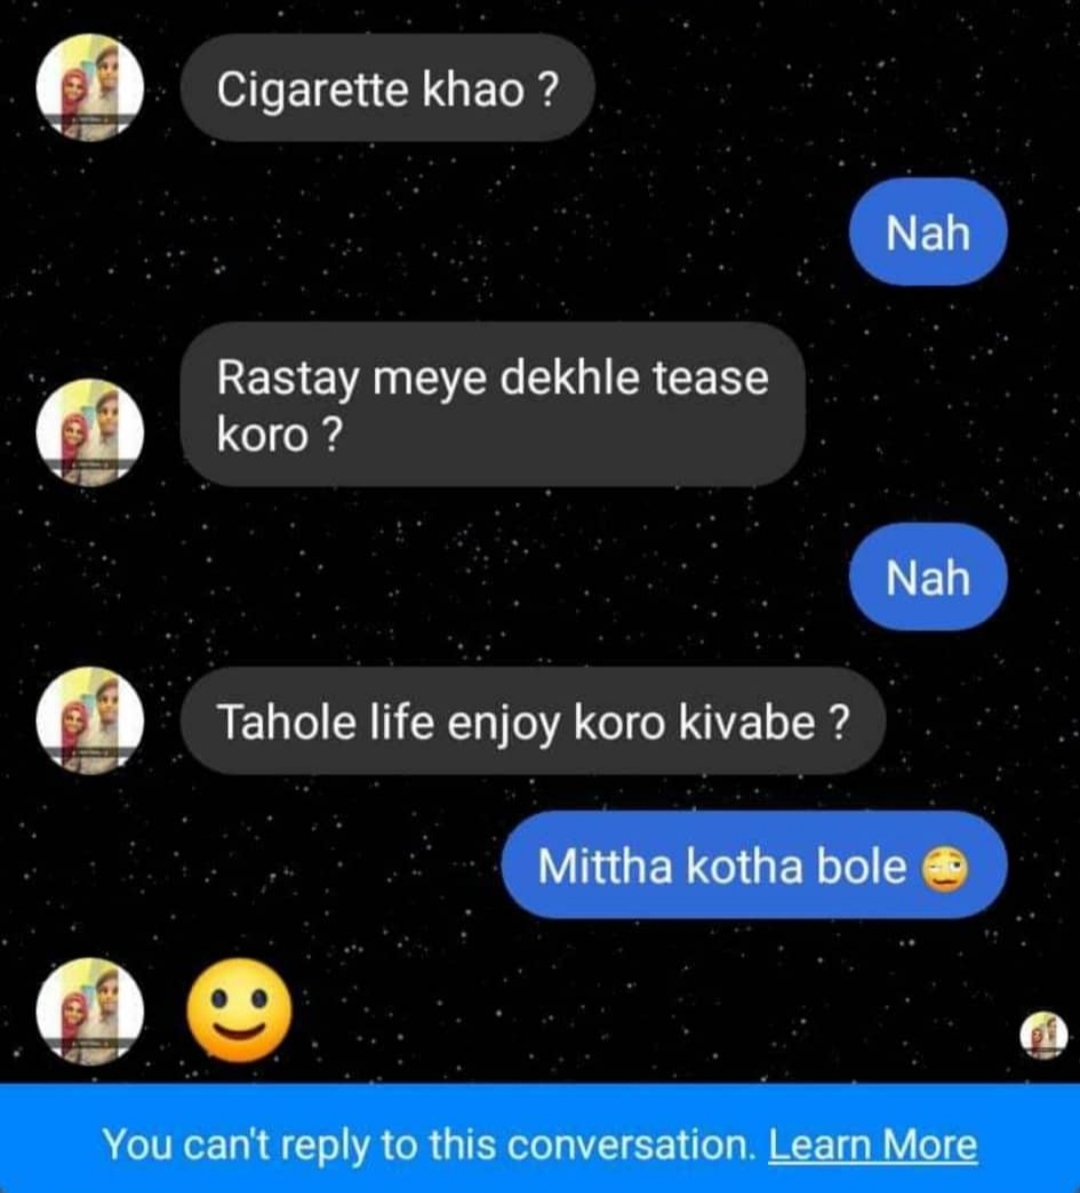 Cigarette khao ?
Nah
Rastay meye dekhle tease
koro ?
Nah
Tahole life enjoy koro kivabe ?
Mittha kotha bole 🥴
🙂
You can't reply to this conversation. Learn More